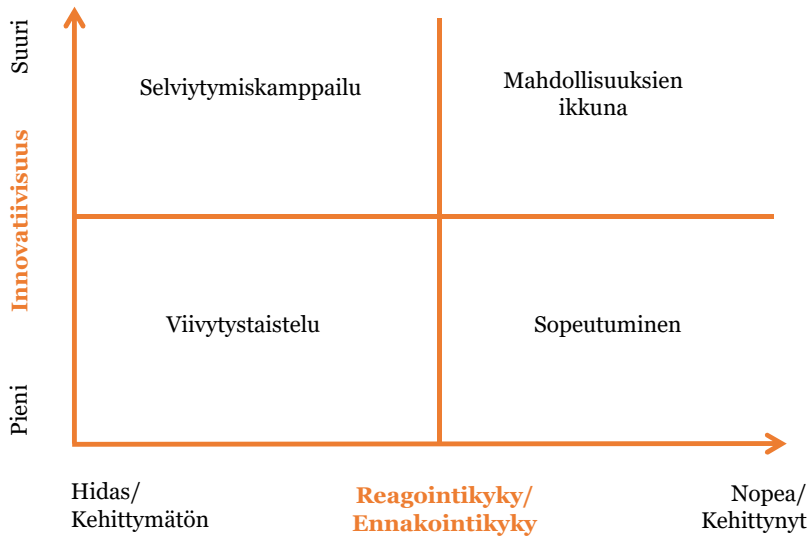 Suuri
Innovatiivisuus
Pieni
Selviytymiskamppailu
Mahdollisuuksien
ikkuna
Viivytystaistelu
Sopeutuminen
Hidas/
Kehittymätön
Reagointikyky/
Ennakointikyky
Nopea/
Kehittynyt